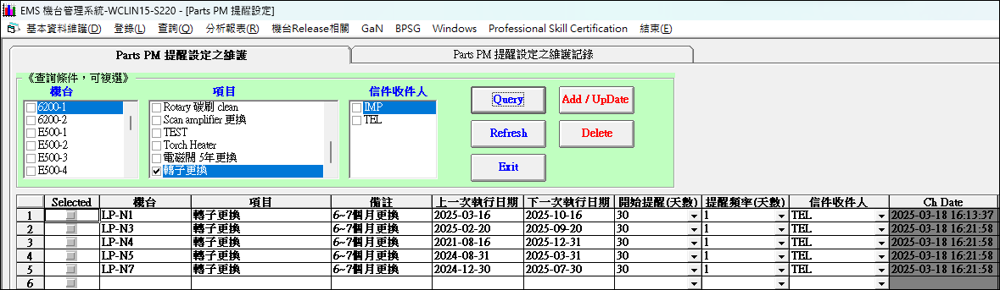 EMS 機台管理系統-WCLIN15-S220 - [Parts PM 提醒設定]
基本資料維護(D) 登錄(L) 查詢(Q) 分析報表(R) 機台Release相關 GaN BPSG Windows Professional Skill Certification 結束(E)
Parts PM 提醒設定之維護 Parts PM 提醒設定之維護記錄
《查詢條件，可複選》
機台 項目 信件收件人
6200-1
6200-2
E500-1
E500-2
E500-3
E500-4
Rotary 碳刷 clean
Scan amplifier 更換
TEST
Torch Heater
電磁閥 5年更換
轉子更換
IMP
TEL
Query Add / UpDate
Refresh Delete
Exit
Selected 機台 項目 備註 上一次執行日期 下一次執行日期 開始提醒(天數) 提醒頻率(天數) 信件收件人 Ch Date
1 LP-N1 轉子更換 6~7個月更換 2025-03-16 2025-10-16 30 1 TEL 2025-03-18 16:13:37
2 LP-N3 轉子更換 6~7個月更換 2025-02-20 2025-09-20 30 1 TEL 2025-03-18 16:21:58
3 LP-N4 轉子更換 6~7個月更換 2021-08-16 2025-12-31 30 1 TEL 2025-03-18 16:21:58
4 LP-N5 轉子更換 6~7個月更換 2024-08-31 2025-03-31 30 1 TEL 2025-03-18 16:21:58
5 LP-N7 轉子更換 6~7個月更換 2024-12-30 2025-07-30 30 1 TEL 2025-03-18 16:21:58
6